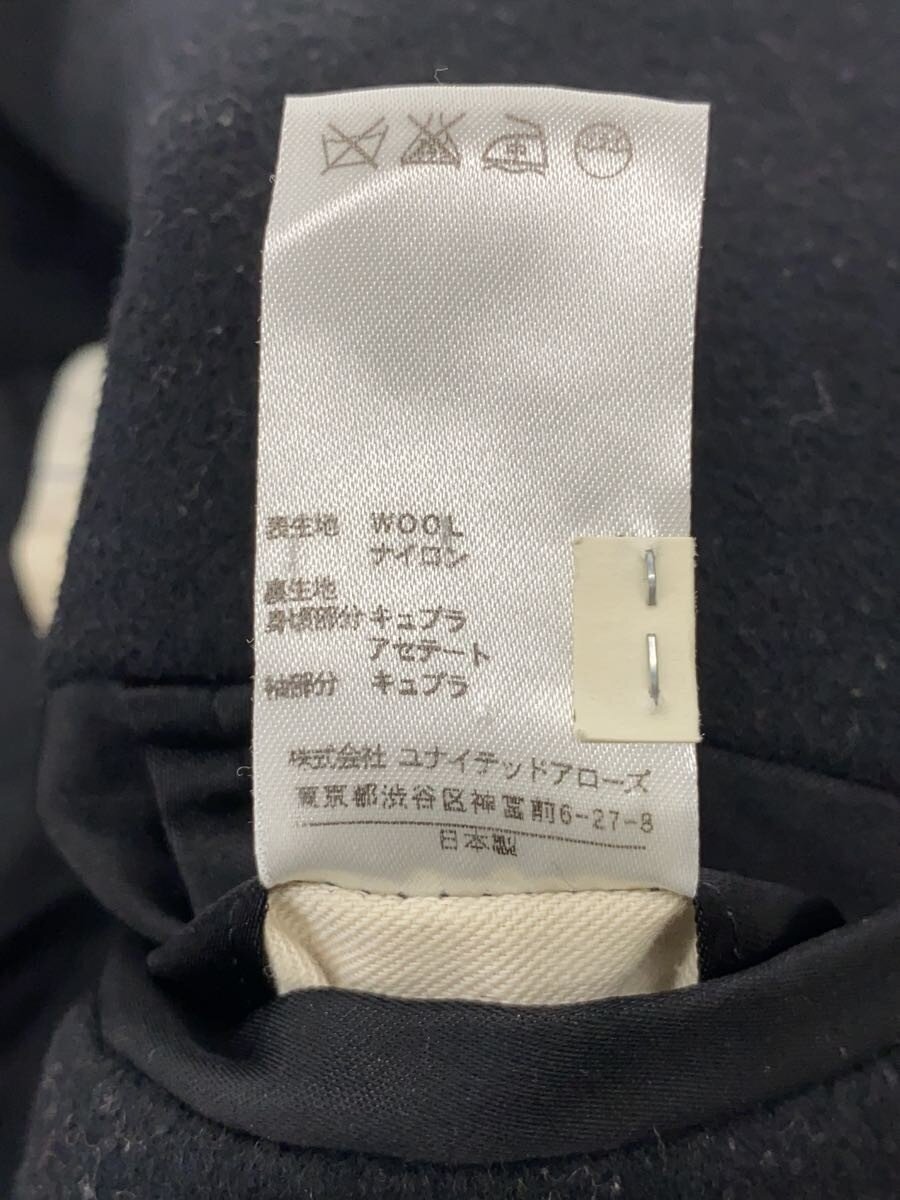 表生地 WOOL
ナイロン
裏生地
身頃部分 キュプラ
アセテート
袖部分 キュプラ
株式会社 ユナイテッドアローズ
東京都渋谷区神宮前6-27-8
日本製